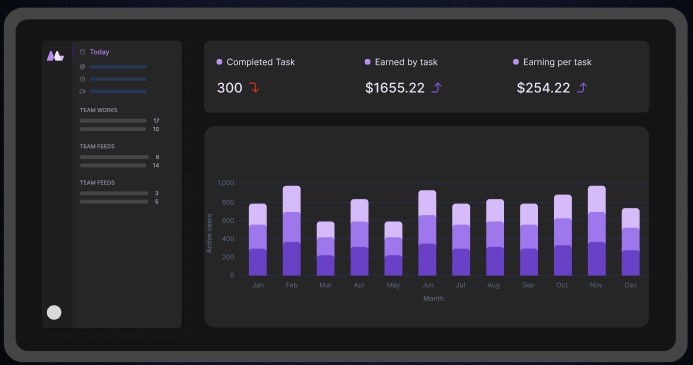 Today
TEAM WORKS
17
10
TEAM FEEDS
8
14
TEAM FEEDS
3
5
Completed Task
300
Earned by task
$1655.22
Earning per task
$254.22
Active users
1,000
800
600
400
200
0
Jan Feb Mar Apr May Jun Jul Aug Sep Oct Nov Dec
Month